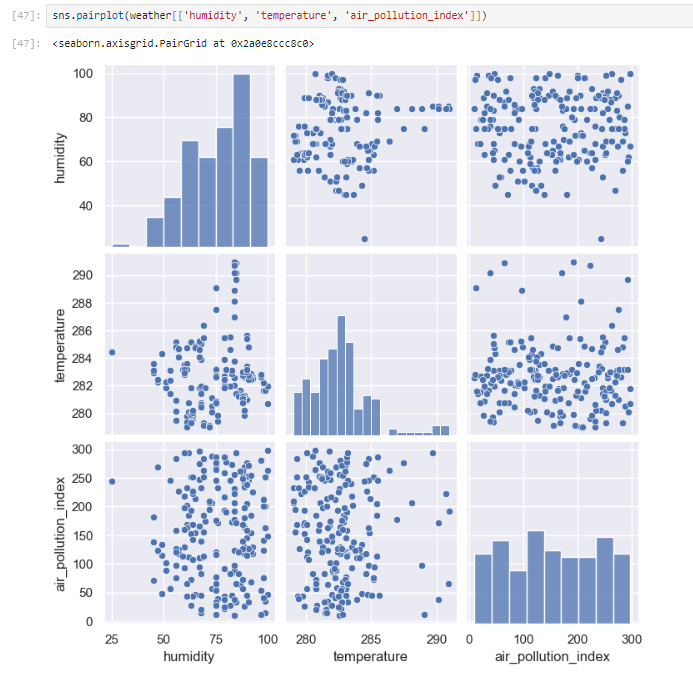 [47]: sns.pairplot(weather[['humidity', 'temperature', 'air_pollution_index']])
[47]: <seaborn.axisgrid.PairGrid at 0x2a0e8ccc8c0>
100
80
60
40
humidity
290
288
286
284
282
280
temperature
300
250
200
150
100
50
0
air_pollution_index
25 50 75 100
humidity
280 285 290
temperature
0 100 200 300
air_pollution_index